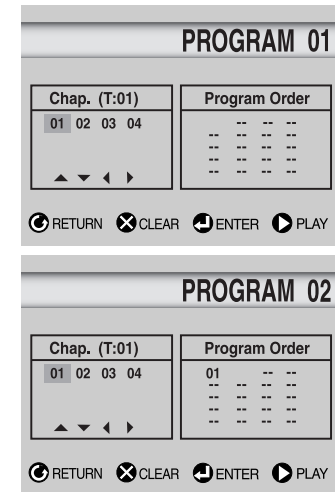 PROGRAM 01
Chap. (T:01)
Program Order
01 02 03 04
-- --
-- -- -- --
-- -- -- --
-- -- -- --
-- -- -- --
RETURN CLEAR ENTER PLAY
PROGRAM 02
Chap. (T:01)
Program Order
01 02 03 04
01 -- --
-- -- -- --
-- -- -- --
-- -- -- --
-- -- -- --
RETURN CLEAR ENTER PLAY